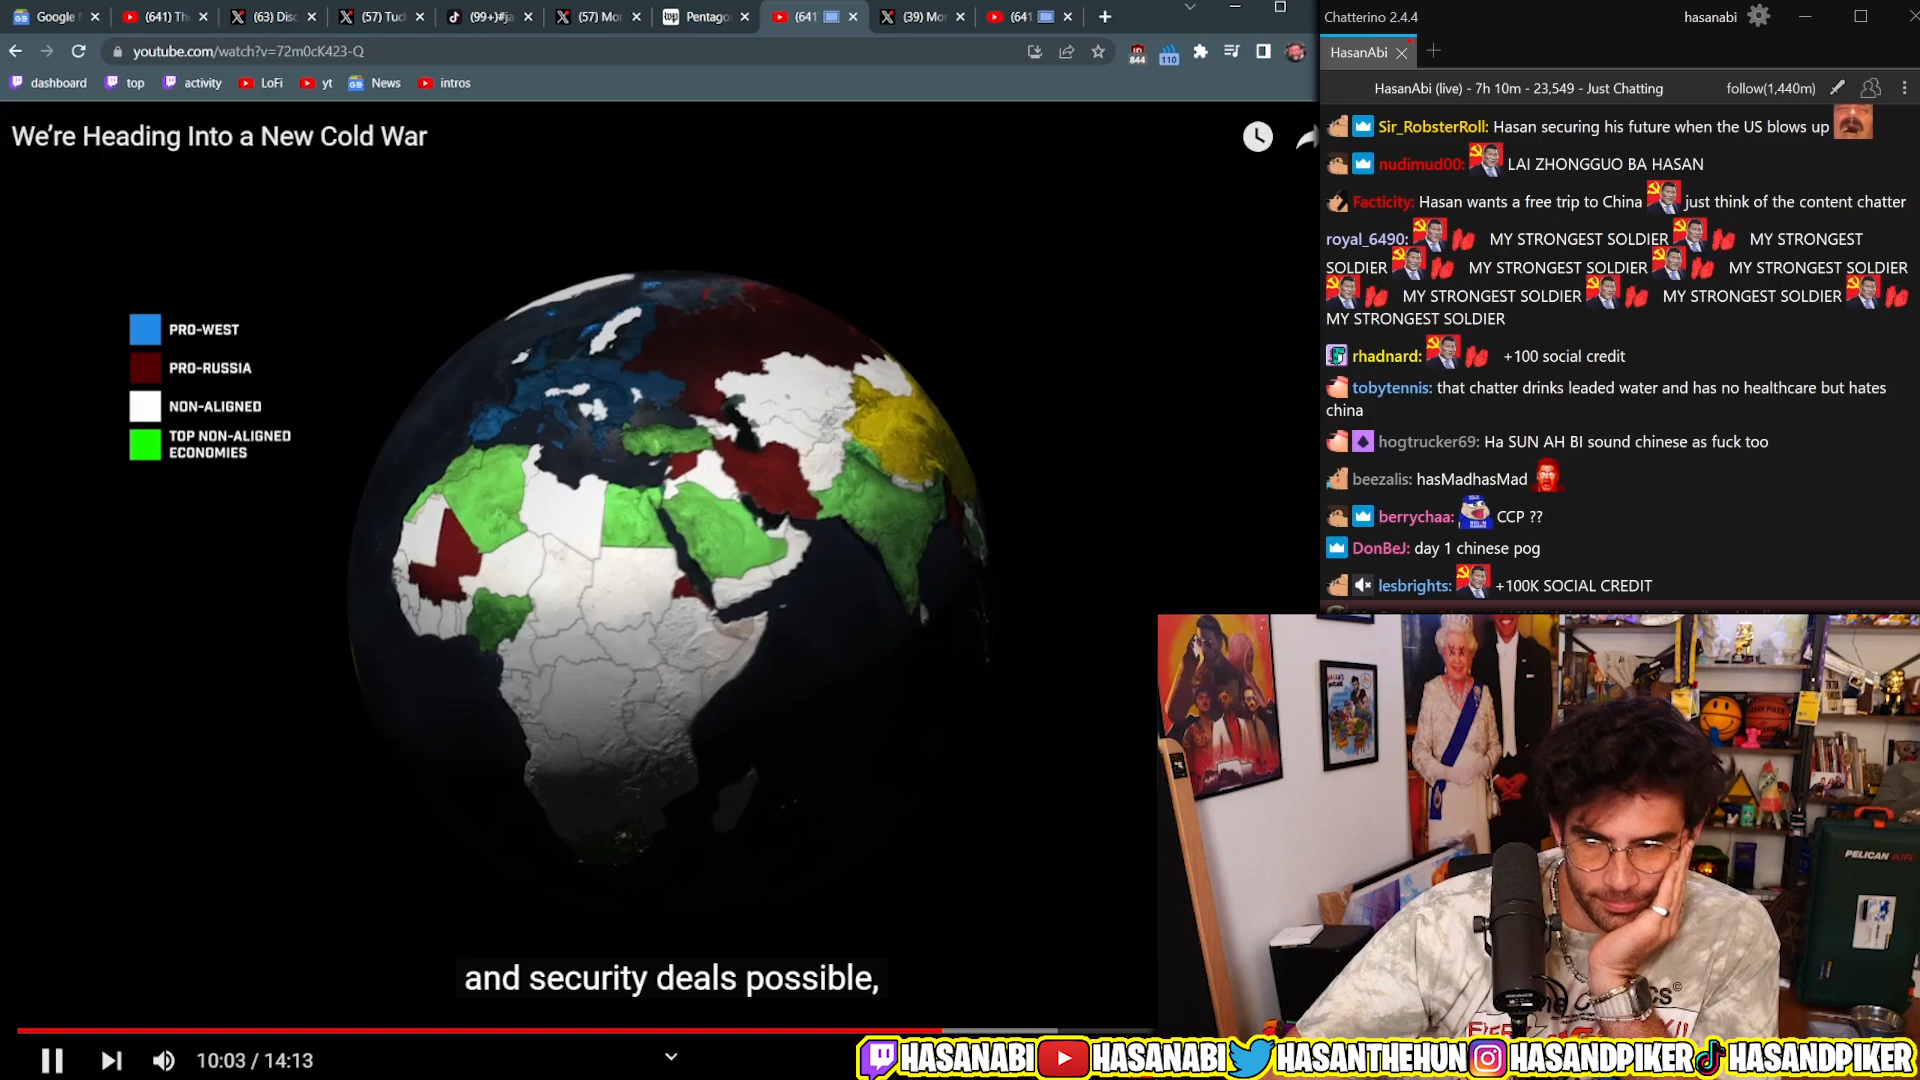 Google
(641) Th
(63) Disc
(57) Tuc
(99+)#ja
(57) Mo
Pentago
(641
(39) Mo
(641
youtube.com/watch?v=72m0cK423-Q
844
110
dashboard
top
activity
LoFi
yt
News
intros
We're Heading Into a New Cold War
PRO-WEST
PRO-RUSSIA
NON-ALIGNED
TOP NON-ALIGNED
ECONOMIES
and security deals possible,
10:03 / 14:13
Chatterino 2.4.4
hasanabi
HasanAbi
HasanAbi (live) - 7h 10m - 23,549 - Just Chatting
follow(1,440m)
Sir_RobsterRoll: Hasan securing his future when the US blows up
nudimud00: LAI ZHONGGUO BA HASAN
Facticity: Hasan wants a free trip to China just think of the content chatter
royal_6490: MY STRONGEST SOLDIER MY STRONGEST
SOLDIER MY STRONGEST SOLDIER MY STRONGEST SOLDIER
MY STRONGEST SOLDIER MY STRONGEST SOLDIER
MY STRONGEST SOLDIER
rhadnard: +100 social credit
tobytennis: that chatter drinks leaded water and has no healthcare but hates
china
hogtrucker69: Ha SUN AH BI sound chinese as fuck too
beezalis: hasMadhasMad
berrychaa: CCP ??
DonBeJ: day 1 chinese pog
lesbrights: +100K SOCIAL CREDIT
PELICAN AIR
HASANABI HASANABI HASANTHEHUN HASANDPIKER HASANDPIKER